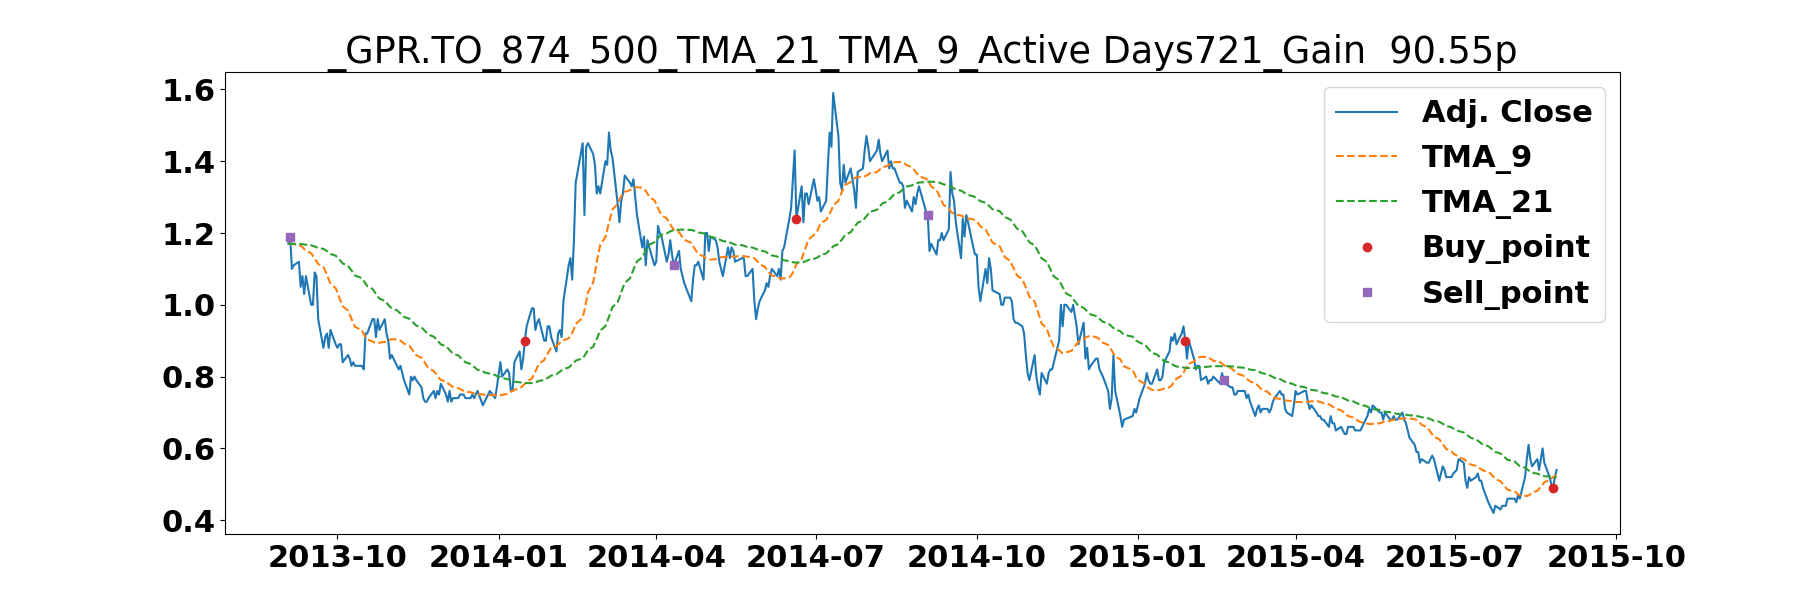 _GPR.TO_874_500_TMA_21_TMA_9_Active Days721_Gain  90.55p
1.6
1.4
1.2
1.0
0.8
0.6
0.4
Adj. Close
TMA_9
TMA_21
Buy_point
Sell_point
2013-10 2014-01 2014-04 2014-07 2014-10 2015-01 2015-04 2015-07 2015-10